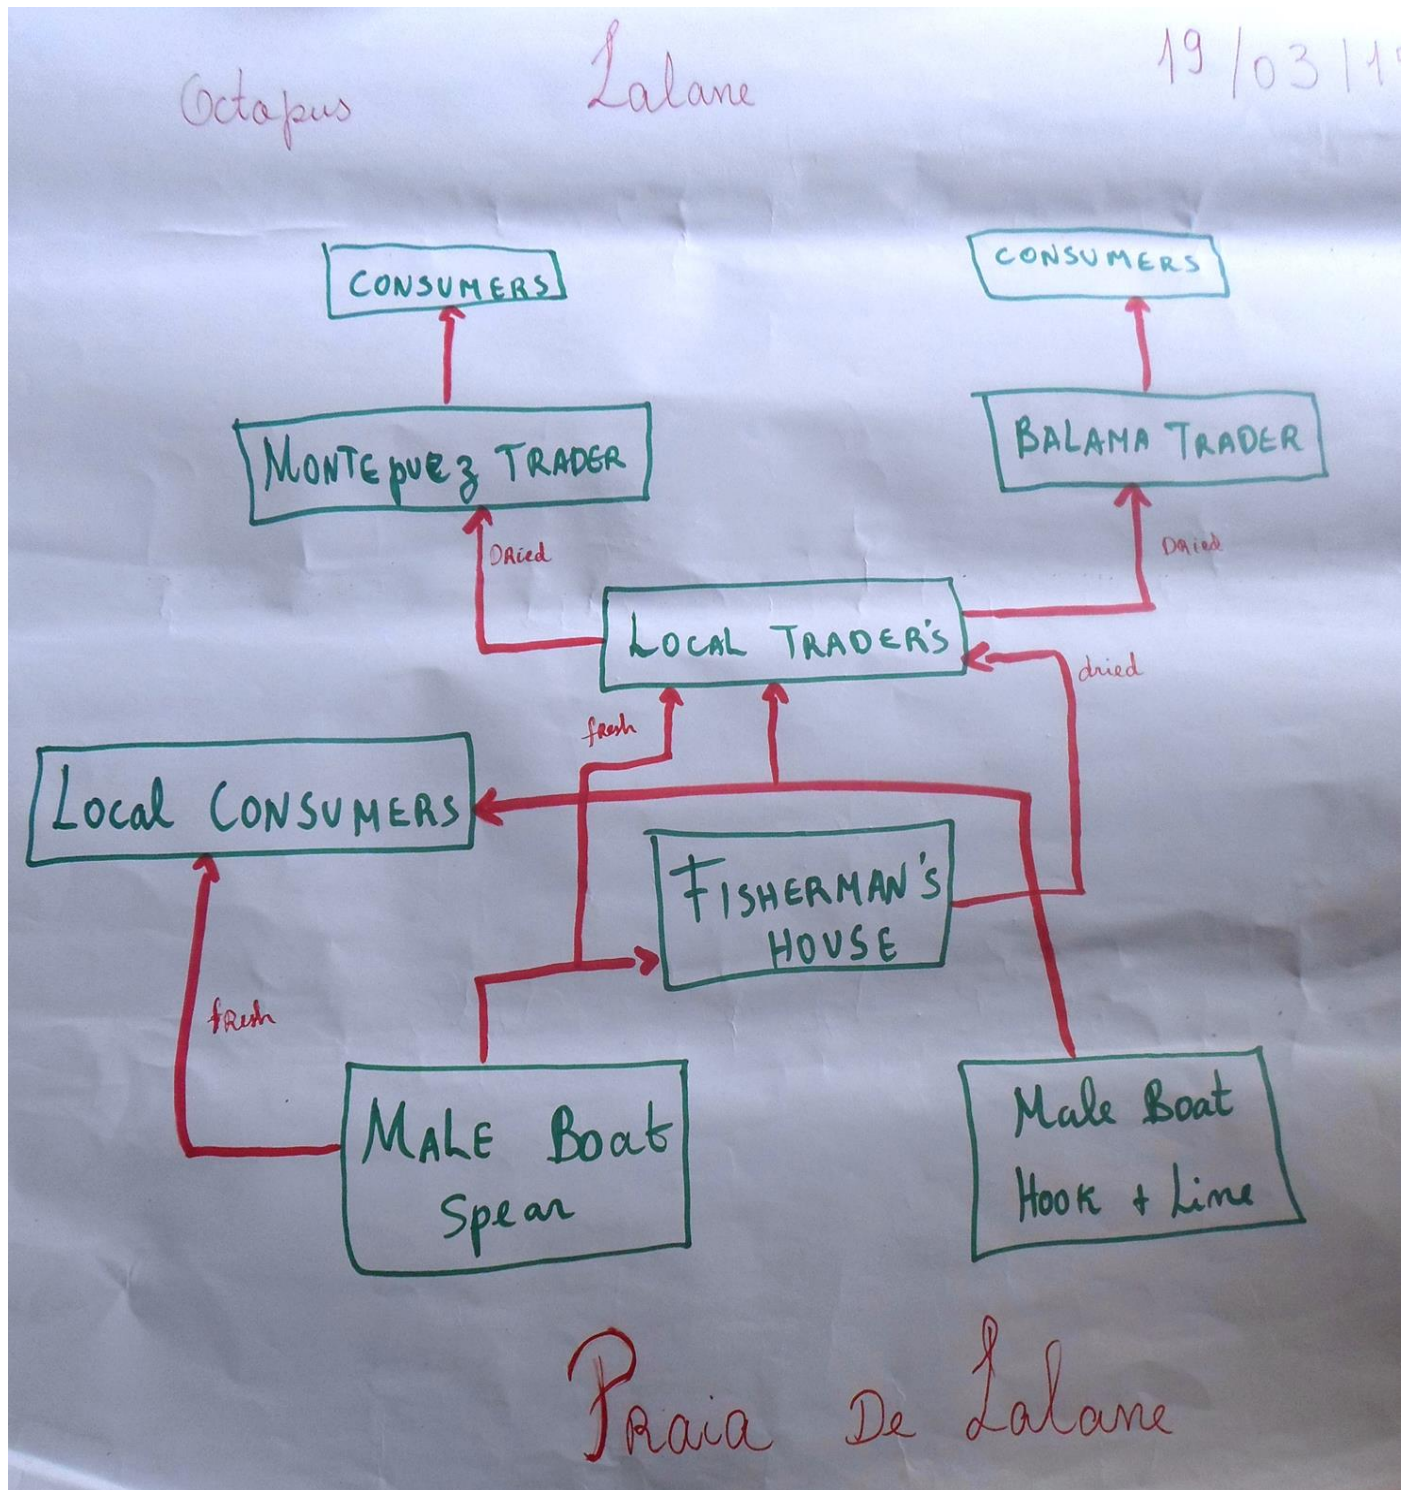 Octopus Lalane 19/03/1
CONSUMERS CONSUMERS
MONTEpUEz TRADER BALAMA TRADER
DRied DRied
LOCAL TRADER'S
dried
fResh
Local CONSUMERS
FISHERMAN'S
HOUSE
fResh
MALE Boat
Spear
Male Boat
Hook + Line
PRaia De Lalane